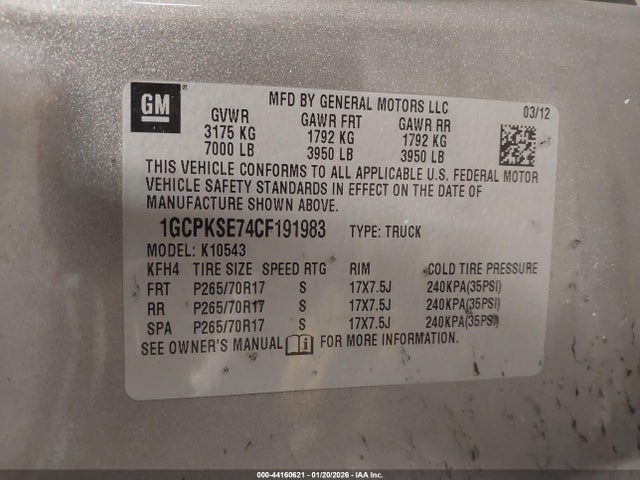 GM
MFD BY GENERAL MOTORS LLC
03/12
GVWR GAWR FRT GAWR RR
3175 KG 1792 KG 1792 KG
7000 LB 3950 LB 3950 LB
THIS VEHICLE CONFORMS TO ALL APPLICABLE U.S. FEDERAL MOTOR
VEHICLE SAFETY STANDARDS IN EFFECT ON THE DATE OF
MANUFACTURE SHOWN ABOVE.
1GCPKSE74CF191983 TYPE: TRUCK
MODEL: K10543
KFH4 TIRE SIZE SPEED RTG RIM COLD TIRE PRESSURE
FRT P265/70R17 S 17X7.5J 240KPA(35PSI)
RR P265/70R17 S 17X7.5J 240KPA(35PSI)
SPA P265/70R17 S 17X7.5J 240KPA(35PSI)
SEE OWNER'S MANUAL FOR MORE INFORMATION.
000-44160621 - 01/20/2026 - IAA Inc.